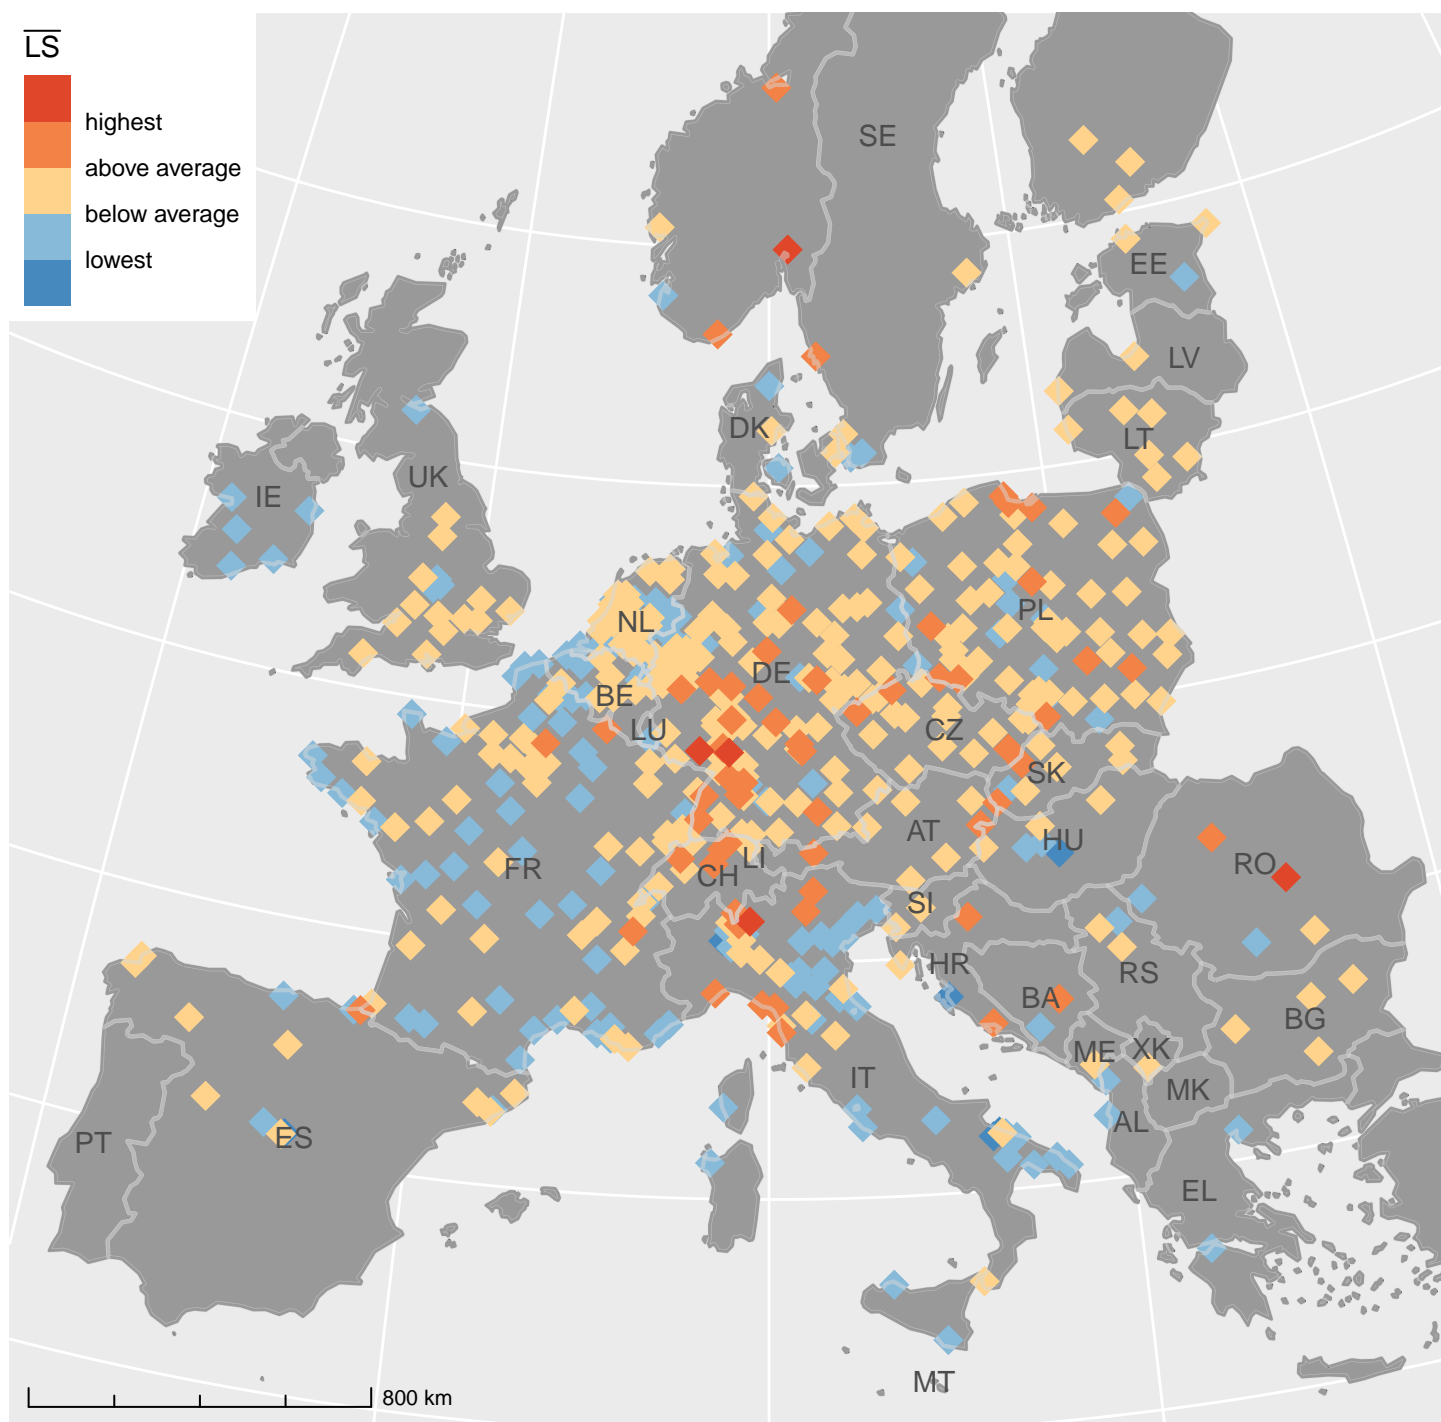 LS
highest
above average
below average
lowest
SE
EE
LV
LT
DK
UK
IE
NL
PL
BE
DE
LU
CZ
SK
AT
HU
FR
LI
CH
RO
SI
HR
RS
BA
BG
ME
XK
IT
MK
AL
PT
ES
EL
MT
800 km